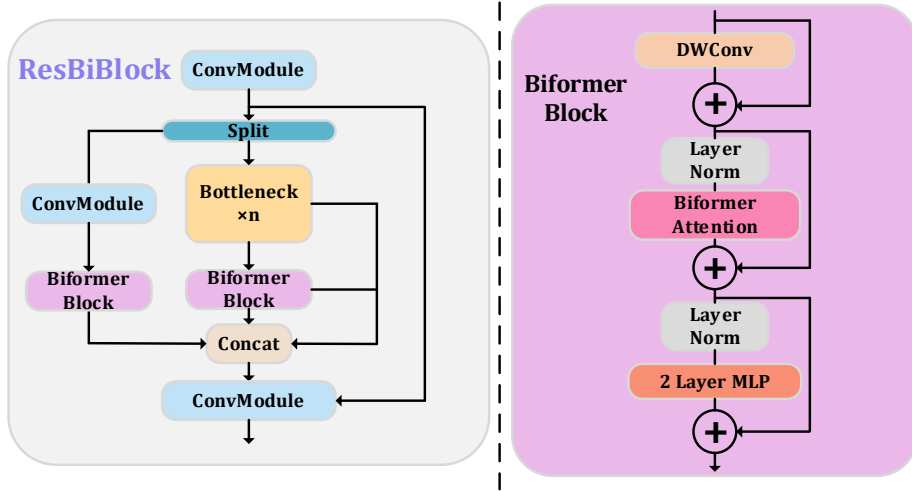 ResBiBlock
ConvModule
Split
ConvModule
Bottleneck
×n
Biformer
Block
Biformer
Block
Concat
ConvModule
Biformer
Block
DWConv
+
Layer
Norm
Biformer
Attention
+
Layer
Norm
2 Layer MLP
+